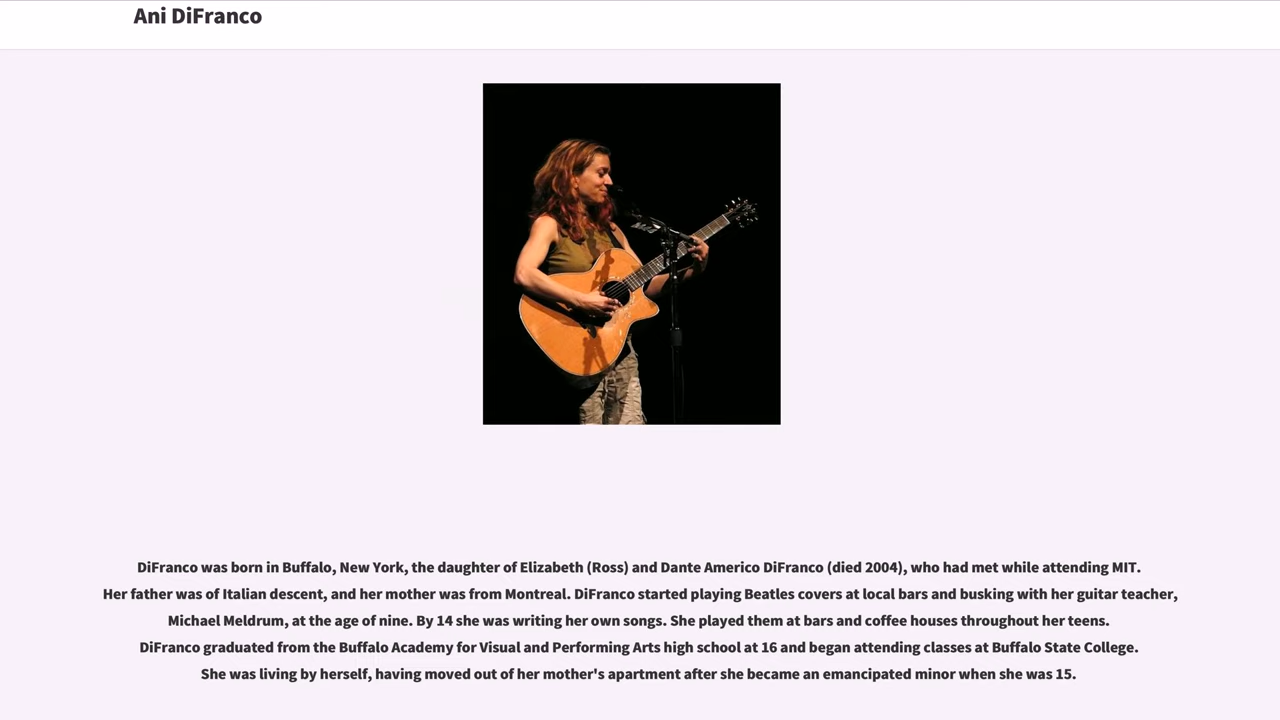 Ani DiFranco
DiFranco was born in Buffalo, New York, the daughter of Elizabeth (Ross) and Dante Americo DiFranco (died 2004), who had met while attending MIT.
Her father was of Italian descent, and her mother was from Montreal. DiFranco started playing Beatles covers at local bars and busking with her guitar teacher,
Michael Meldrum, at the age of nine. By 14 she was writing her own songs. She played them at bars and coffee houses throughout her teens.
DiFranco graduated from the Buffalo Academy for Visual and Performing Arts high school at 16 and began attending classes at Buffalo State College.
She was living by herself, having moved out of her mother's apartment after she became an emancipated minor when she was 15.